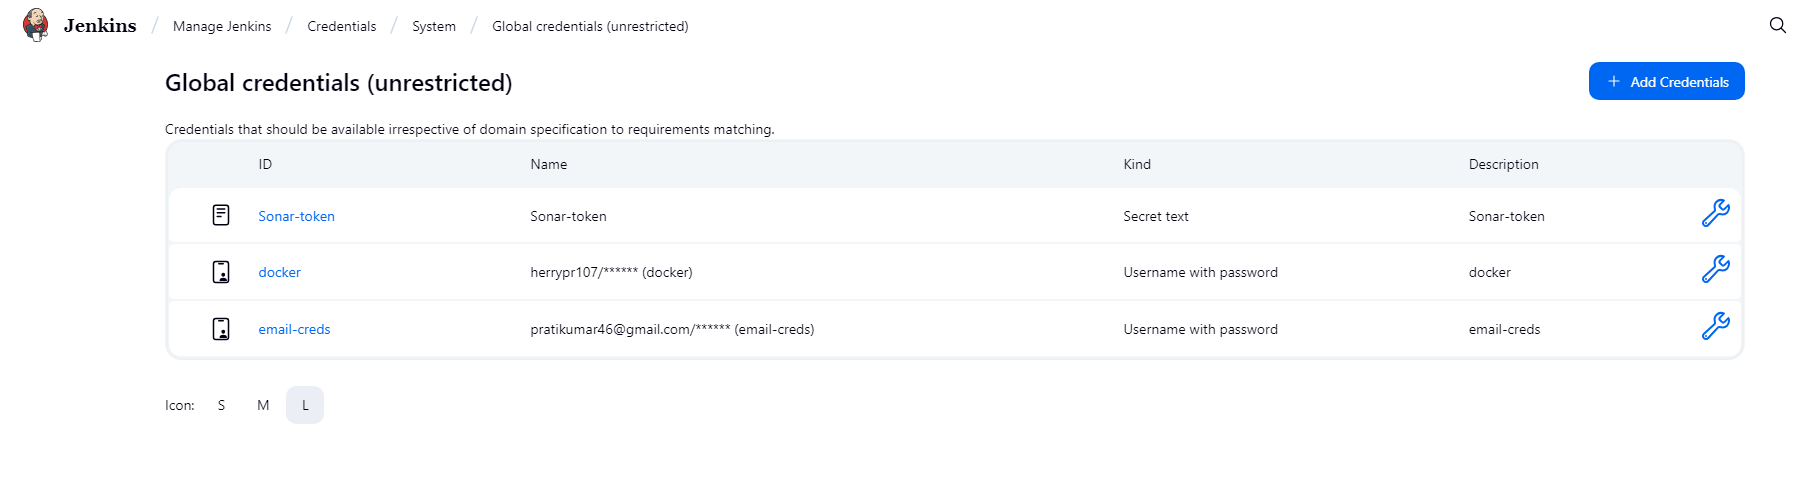 Jenkins / Manage Jenkins / Credentials / System / Global credentials (unrestricted)
Global credentials (unrestricted)
+ Add Credentials
Credentials that should be available irrespective of domain specification to requirements matching.
ID Name Kind Description
Sonar-token Sonar-token Secret text Sonar-token
docker herrypr107/****** (docker) Username with password docker
email-creds pratikumar46@gmail.com/****** (email-creds) Username with password email-creds
Icon: S M L